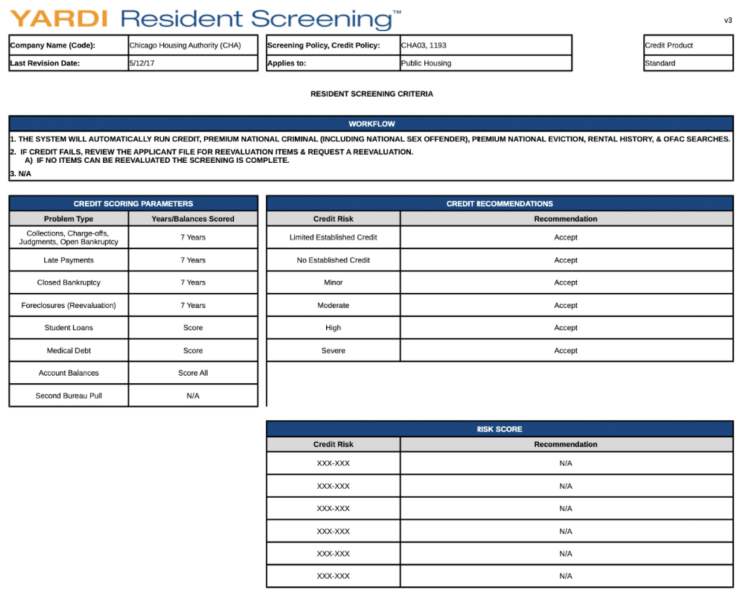 YARDI Resident Screening™
v3
Company Name (Code): Chicago Housing Authority (CHA) Screening Policy, Credit Policy: CHA03, 1193 Credit Product
Last Revision Date: 5/12/17 Applies to: Public Housing Standard
RESIDENT SCREENING CRITERIA
WORKFLOW
1. THE SYSTEM WILL AUTOMATICALLY RUN CREDIT, PREMIUM NATIONAL CRIMINAL (INCLUDING NATIONAL SEX OFFENDER), PREMIUM NATIONAL EVICTION, RENTAL HISTORY, & OFAC SEARCHES.
2. IF CREDIT FAILS, REVIEW THE APPLICANT FILE FOR REEVALUATION ITEMS & REQUEST A REEVALUATION.
A) IF NO ITEMS CAN BE REEVALUATED THE SCREENING IS COMPLETE.
3. N/A
CREDIT SCORING PARAMETERS
Problem Type Years/Balances Scored
Collections, Charge-offs,
Judgments, Open Bankruptcy 7 Years
Late Payments 7 Years
Closed Bankruptcy 7 Years
Foreclosures (Reevaluation) 7 Years
Student Loans Score
Medical Debt Score
Account Balances Score All
Second Bureau Pull N/A
CREDIT RECOMMENDATIONS
Credit Risk Recommendation
Limited Established Credit Accept
No Established Credit Accept
Minor Accept
Moderate Accept
High Accept
Severe Accept
RISK SCORE
Credit Risk Recommendation
XXX-XXX N/A
XXX-XXX N/A
XXX-XXX N/A
XXX-XXX N/A
XXX-XXX N/A
XXX-XXX N/A